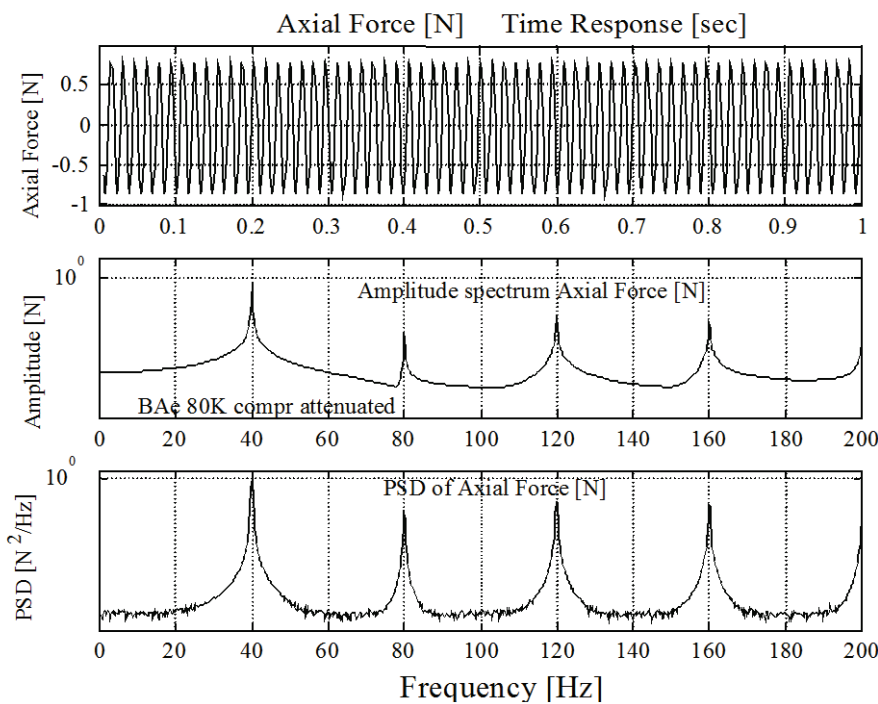 Axial Force [N] Time Response [sec]
Axial Force [N]
0.5
0
-0.5
-1
0 0.1 0.2 0.3 0.4 0.5 0.6 0.7 0.8 0.9 1
Amplitude [N]
10^0
Amplitude spectrum Axial Force [N]
BAe 80K compr attenuated
0 20 40 60 80 100 120 140 160 180 200
PSD [N^2/Hz]
10^0
PSD of Axial Force [N]
0 20 40 60 80 100 120 140 160 180 200
Frequency [Hz]